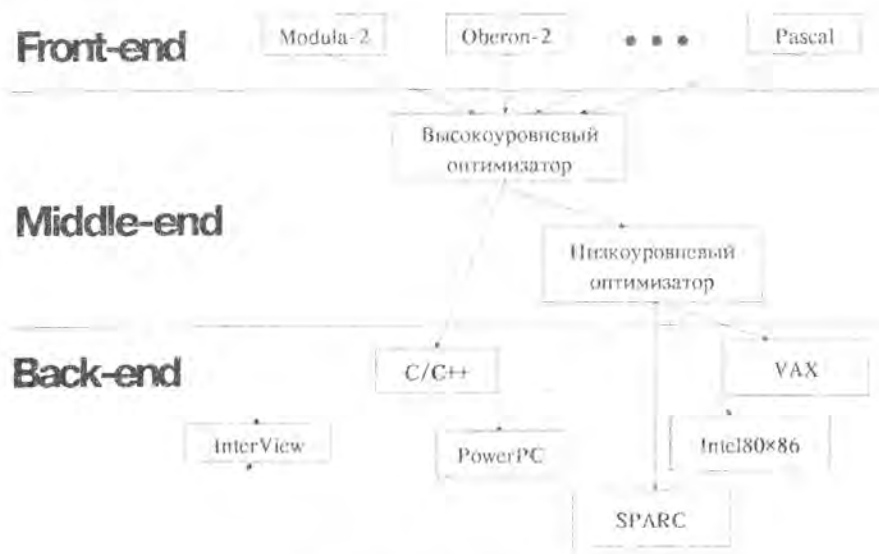 Front-end
Modula-2
Oberon-2
Pascal
Высокоуровневый
оптимизатор
Middle-end
Низкоуровневый
оптимизатор
Back-end
C/C++
VAX
InterView
PowerPC
Intel80×86
SPARC